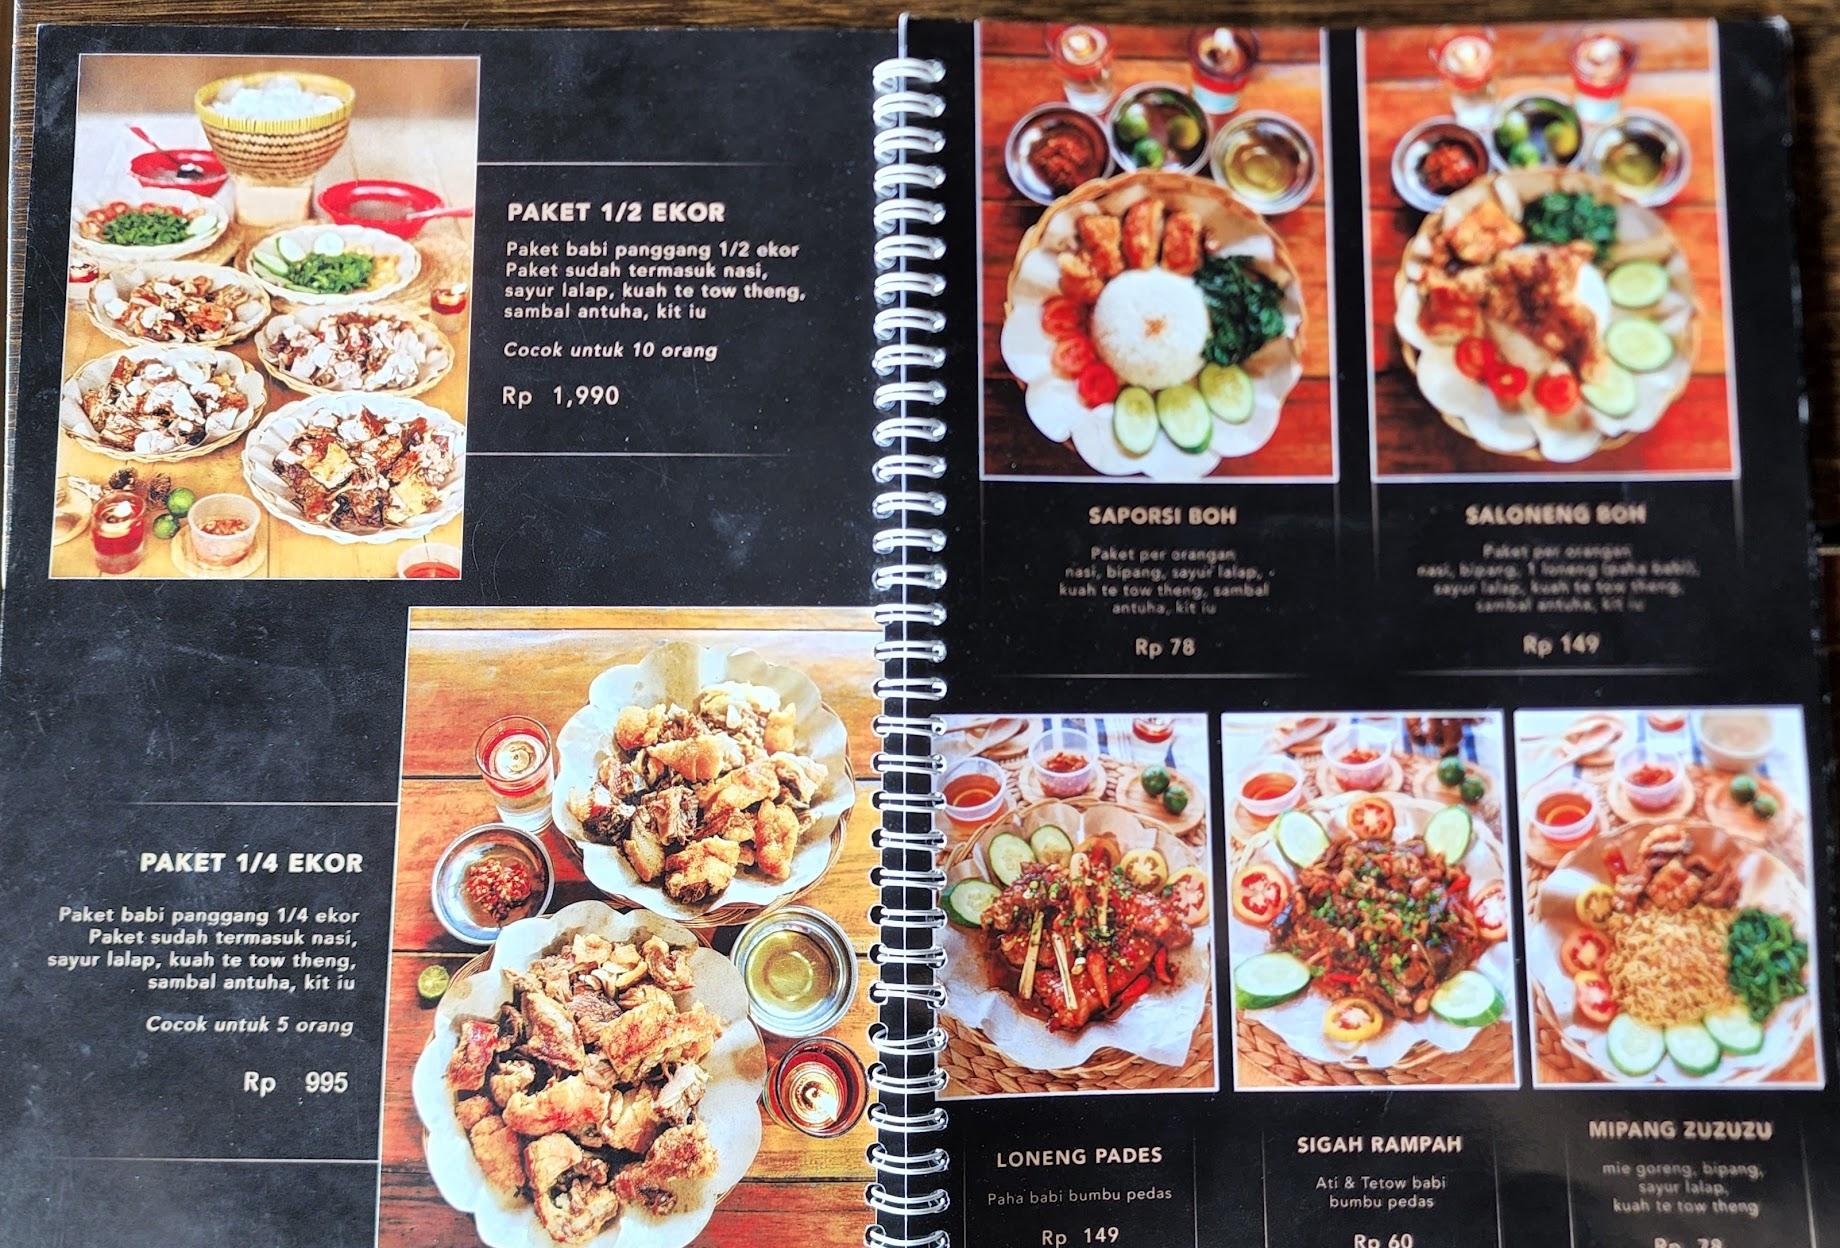 PAKET 1/2 EKOR
Paket babi panggang 1/2 ekor
Paket sudah termasuk nasi,
sayur lalap, kuah te tow theng,
sambal antuha, kit iu
Cocok untuk 10 orang
Rp 1,990
PAKET 1/4 EKOR
Paket babi panggang 1/4 ekor
Paket sudah termasuk nasi,
sayur lalap, kuah te tow theng,
sambal antuha, kit iu
Cocok untuk 5 orang
Rp 995
SAPORSI BOH
Paket per orangan
nasi, bipang, sayur lalap,
kuah te tow theng, sambal
antuha, kit iu
Rp 78
SALONENG BOH
Paket per orangan
nasi, bipang, 1 loneng (paha babi),
sayur lalap, kuah te tow theng,
sambal antuha, kit iu
Rp 149
LONENG PADES
Paha babi bumbu pedas
Rp 149
SIGAH RAMPAH
Ati & Tetow babi
bumbu pedas
Rp 60
MIPANG ZUZUZU
mie goreng, bipang,
sayur lalap,
kuah te tow theng
Rp 78